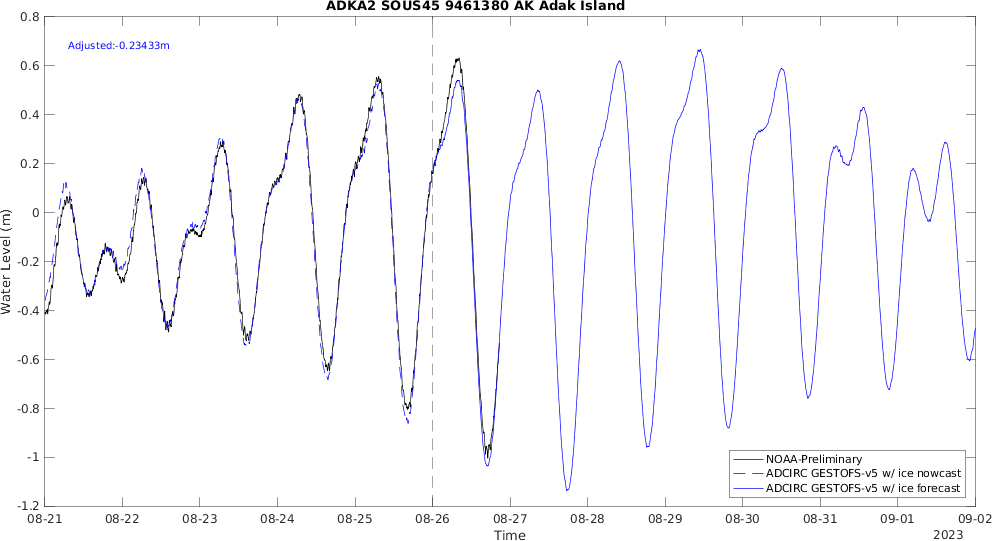 ADKA2 SOUS45 9461380 AK Adak Island
Adjusted:-0.23433m
0.8
0.6
0.4
0.2
0
-0.2
-0.4
-0.6
-0.8
-1
-1.2
Water Level (m)
NOAA-Preliminary
ADCIRC GESTOFS-v5 w/ ice nowcast
ADCIRC GESTOFS-v5 w/ ice forecast
08-21 08-22 08-23 08-24 08-25 08-26 08-27 08-28 08-29 08-30 08-31 09-01 09-02
Time
2023